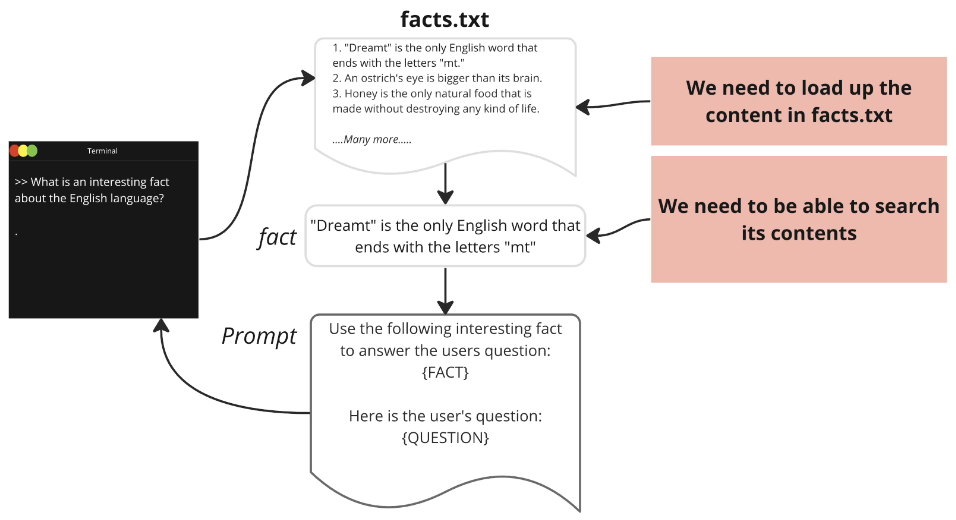 facts.txt
1. "Dreamt" is the only English word that
ends with the letters "mt."
2. An ostrich's eye is bigger than its brain.
3. Honey is the only natural food that is
made without destroying any kind of life.
....Many more.....
We need to load up the
content in facts.txt
Terminal
>> What is an interesting fact
about the English language?
.
fact
"Dreamt" is the only English word that
ends with the letters "mt"
We need to be able to search
its contents
Prompt
Use the following interesting fact
to answer the users question:
{FACT}
Here is the user's question:
{QUESTION}